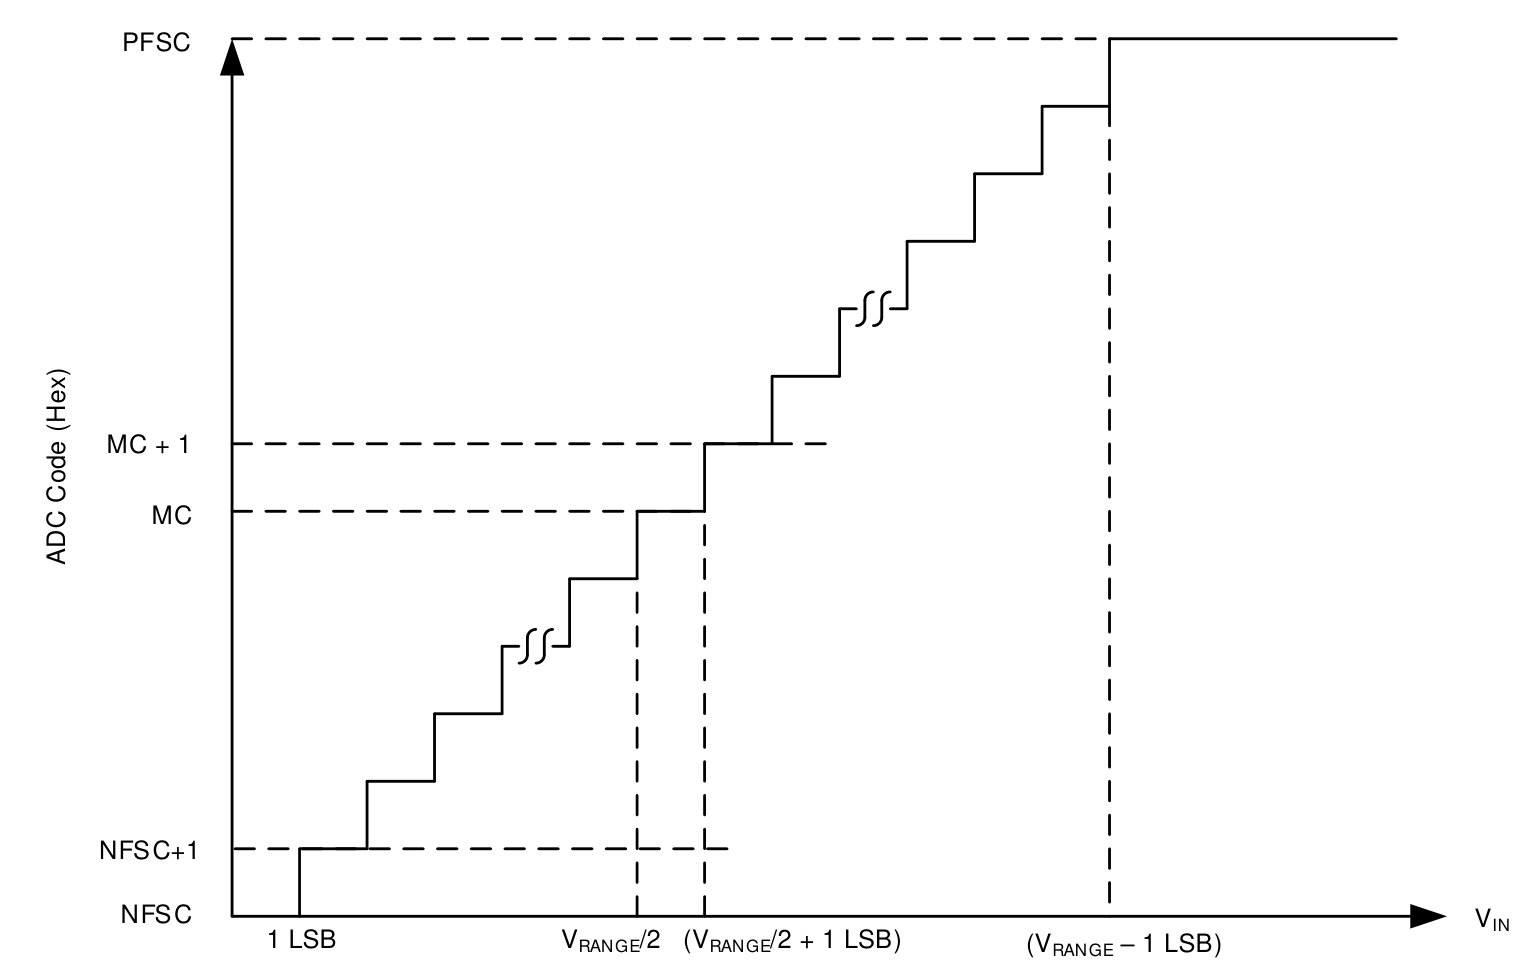 PFSC
ADC Code (Hex)
MC + 1
MC
NFSC+1
NFSC
1 LSB
VRANGE/2
(VRANGE/2 + 1 LSB)
(VRANGE – 1 LSB)
VIN